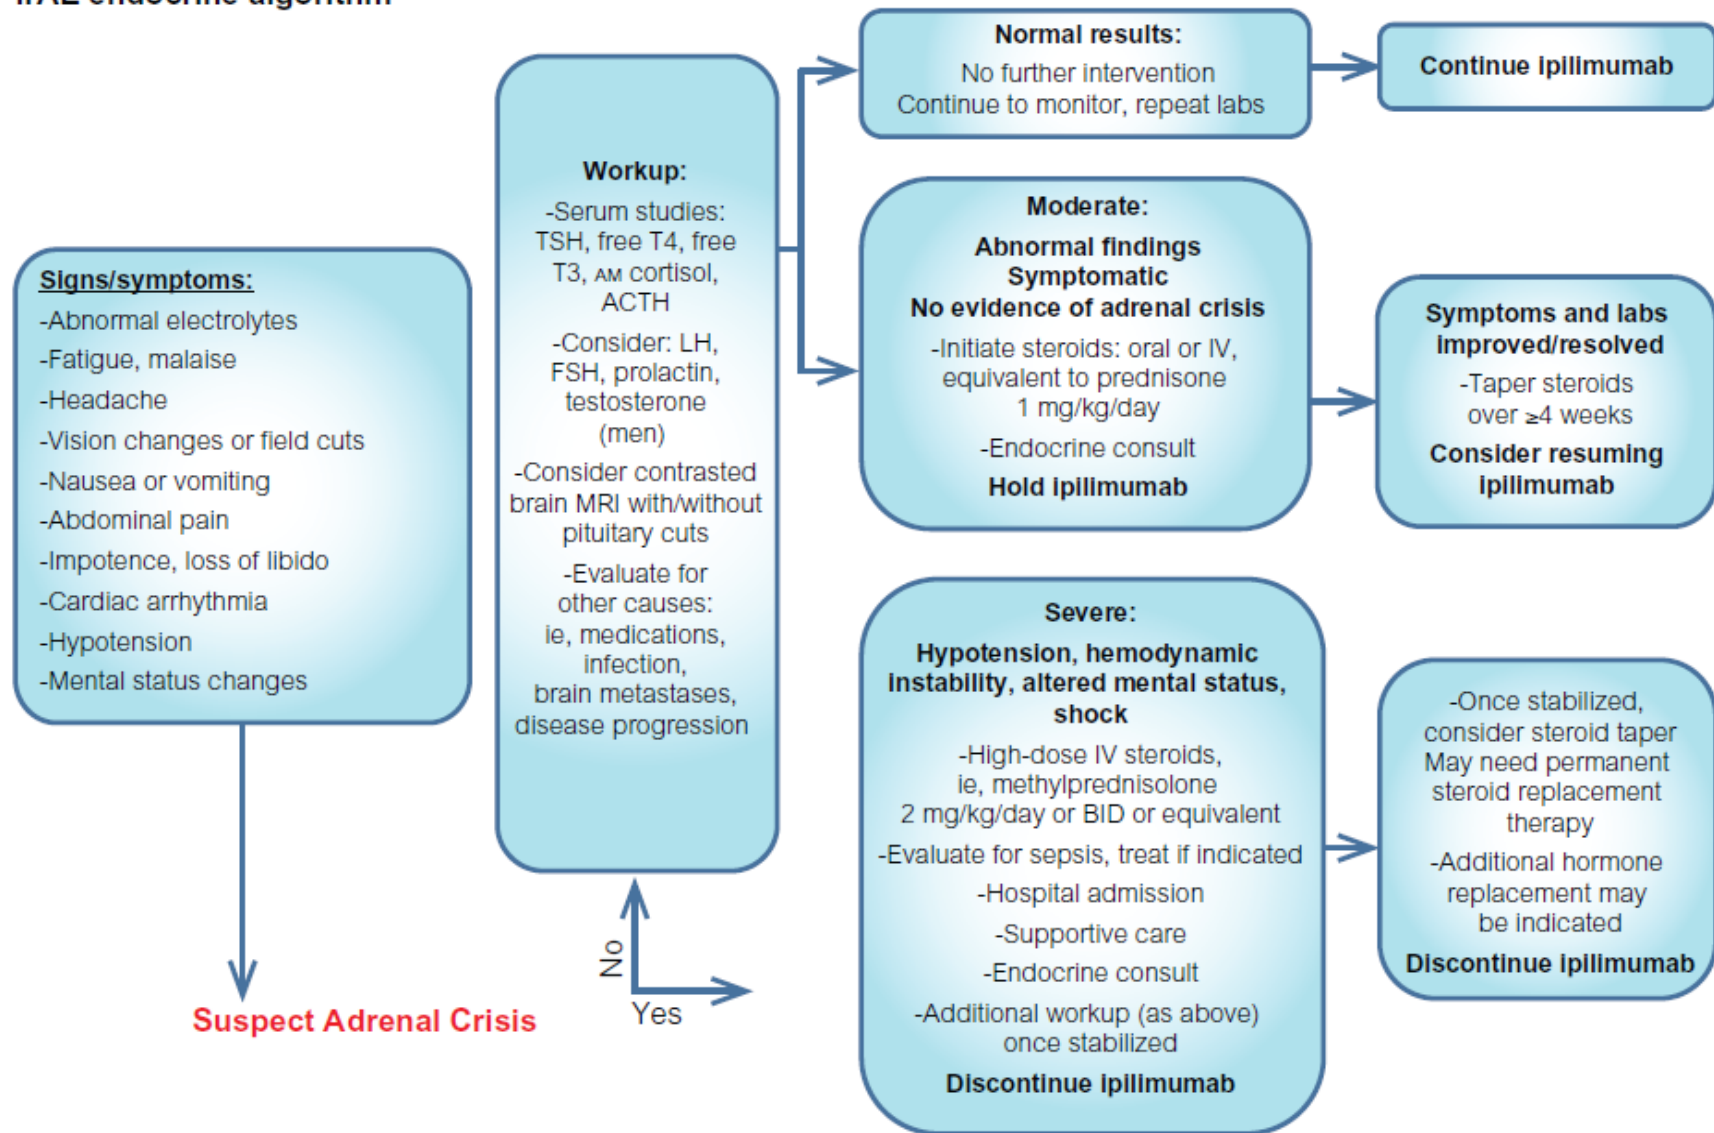 irAE endocrine algorithm
Signs/symptoms:
-Abnormal electrolytes
-Fatigue, malaise
-Headache
-Vision changes or field cuts
-Nausea or vomiting
-Abdominal pain
-Impotence, loss of libido
-Cardiac arrhythmia
-Hypotension
-Mental status changes
Suspect Adrenal Crisis
No
Yes
Workup:
-Serum studies:
TSH, free T4, free
T3, AM cortisol,
ACTH
-Consider: LH,
FSH, prolactin,
testosterone
(men)
-Consider contrasted
brain MRI with/without
pituitary cuts
-Evaluate for
other causes:
ie, medications,
infection,
brain metastases,
disease progression
Normal results:
No further intervention
Continue to monitor, repeat labs
Continue ipilimumab
Moderate:
Abnormal findings
Symptomatic
No evidence of adrenal crisis
-Initiate steroids: oral or IV,
equivalent to prednisone
1 mg/kg/day
-Endocrine consult
Hold ipilimumab
Symptoms and labs
improved/resolved
-Taper steroids
over ≥4 weeks
Consider resuming
ipilimumab
Severe:
Hypotension, hemodynamic
instability, altered mental status,
shock
-High-dose IV steroids,
ie, methylprednisolone
2 mg/kg/day or BID or equivalent
-Evaluate for sepsis, treat if indicated
-Hospital admission
-Supportive care
-Endocrine consult
-Additional workup (as above)
once stabilized
Discontinue ipilimumab
-Once stabilized,
consider steroid taper
May need permanent
steroid replacement
therapy
-Additional hormone
replacement may
be indicated
Discontinue ipilimumab